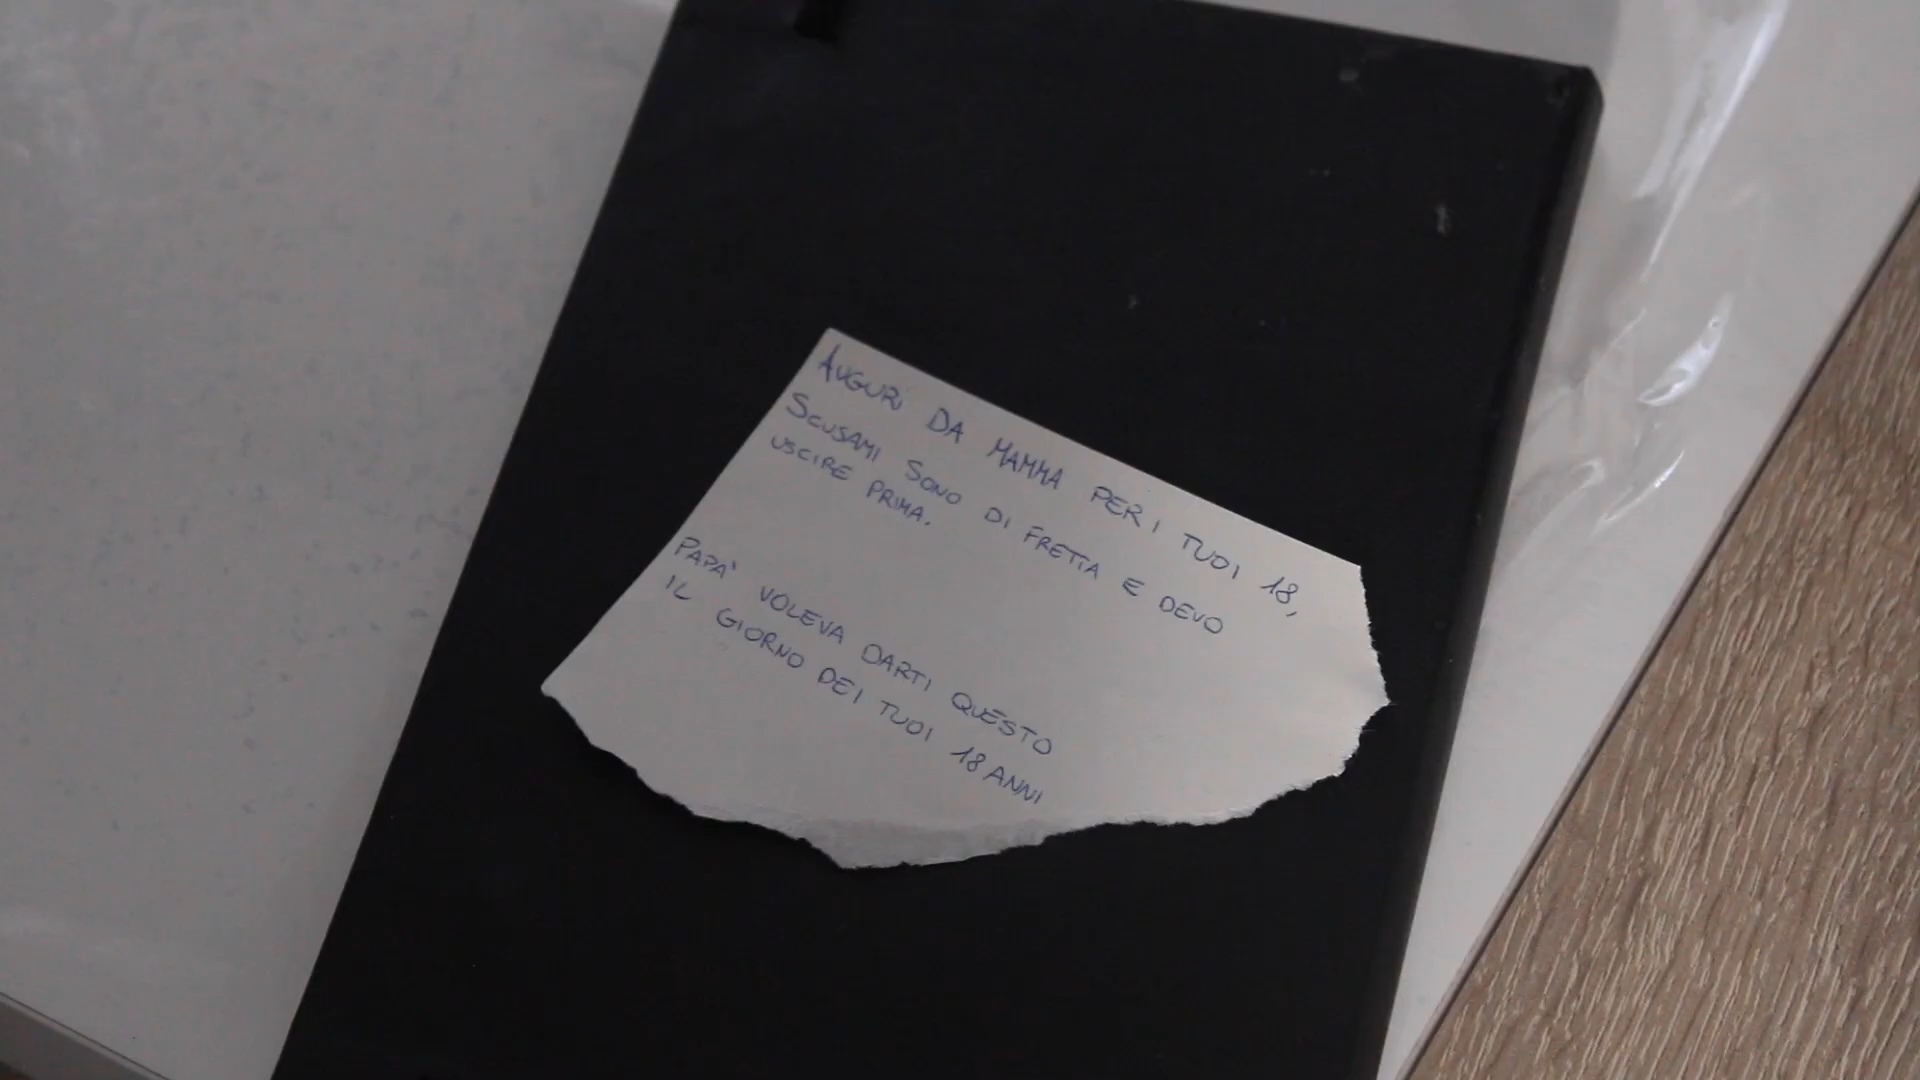 AUGURI DA MAMMA PER I TUOI 18,
SCUSAMI SONO DI FRETTA E DEVO
USCIRE PRIMA.
PAPA' VOLEVA DARTI QUESTO
IL GIORNO DEI TUOI 18 ANNI